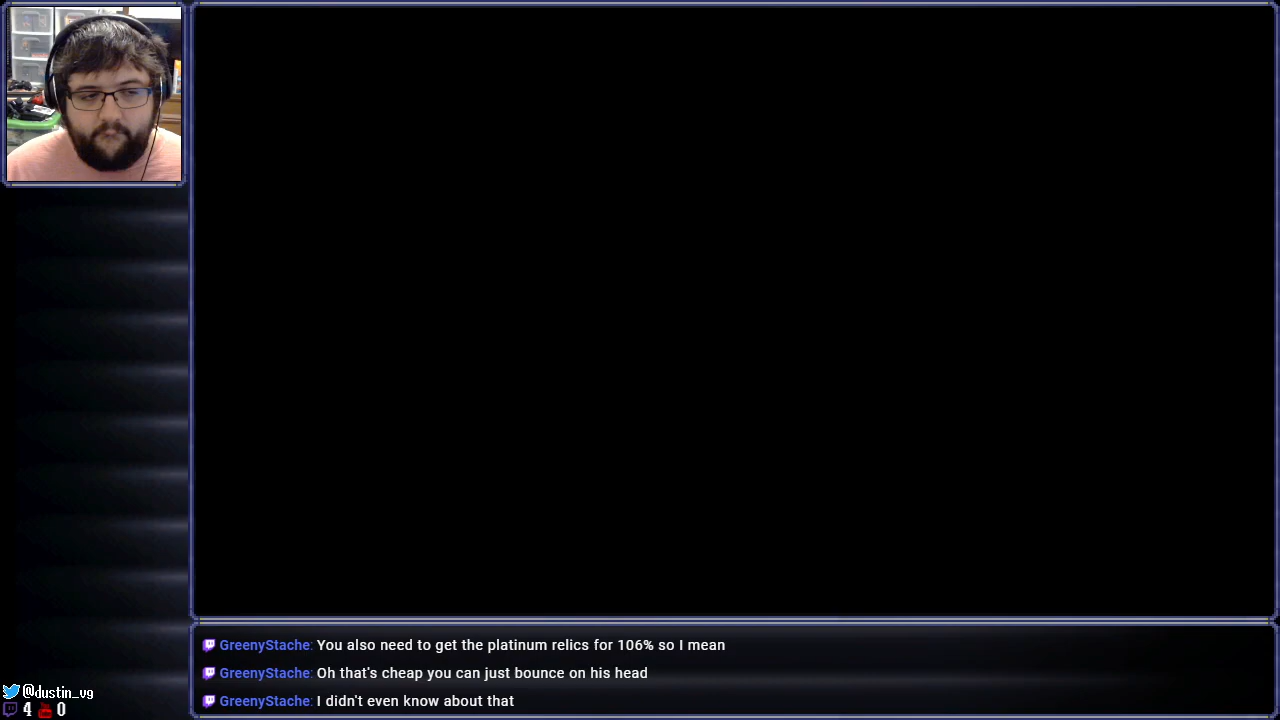 GreenyStache: You also need to get the platinum relics for 106% so I mean
GreenyStache: Oh that's cheap you can just bounce on his head
GreenyStache: I didn't even know about that
@dustin_vg
4 0